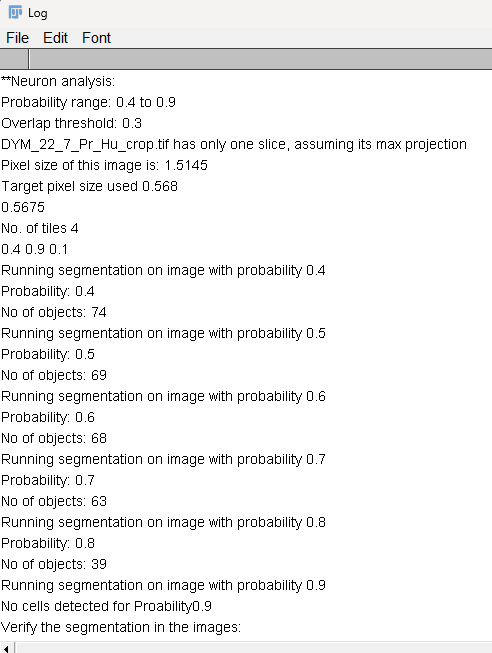 Log
File Edit Font
**Neuron analysis:
Probability range: 0.4 to 0.9
Overlap threshold: 0.3
DYM_22_7_Pr_Hu_crop.tif has only one slice, assuming its max projection
Pixel size of this image is: 1.5145
Target pixel size used 0.568
0.5675
No. of tiles 4
0.4 0.9 0.1
Running segmentation on image with probability 0.4
Probability: 0.4
No of objects: 74
Running segmentation on image with probability 0.5
Probability: 0.5
No of objects: 69
Running segmentation on image with probability 0.6
Probability: 0.6
No of objects: 68
Running segmentation on image with probability 0.7
Probability: 0.7
No of objects: 63
Running segmentation on image with probability 0.8
Probability: 0.8
No of objects: 39
Running segmentation on image with probability 0.9
No cells detected for Proability0.9
Verify the segmentation in the images: